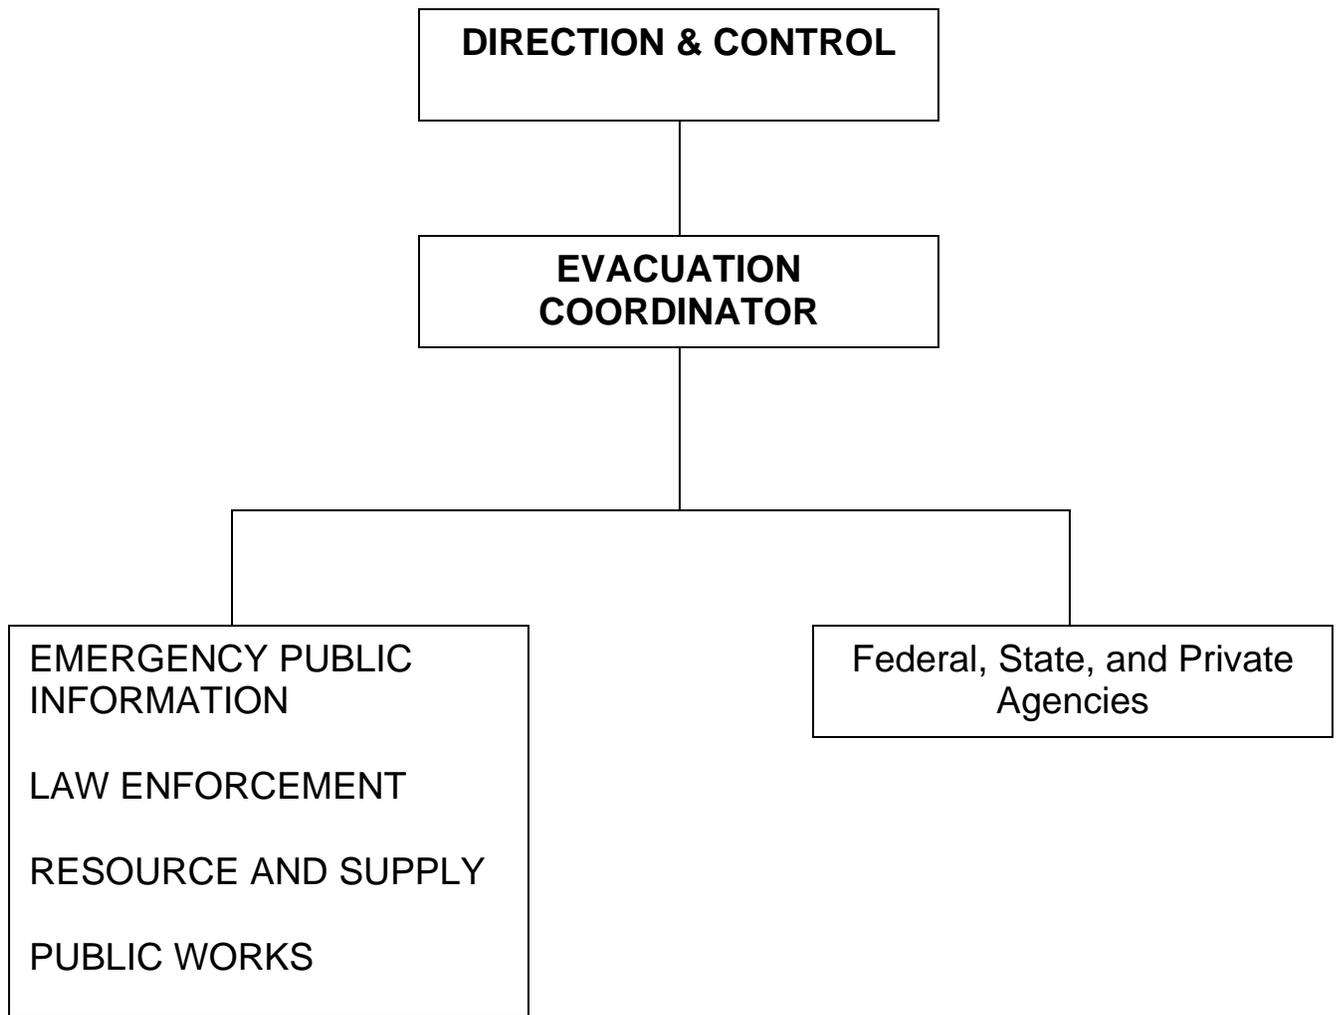 DIRECTION & CONTROL
EVACUATION
COORDINATOR
EMERGENCY PUBLIC
INFORMATION
LAW ENFORCEMENT
RESOURCE AND SUPPLY
PUBLIC WORKS
Federal, State, and Private
Agencies